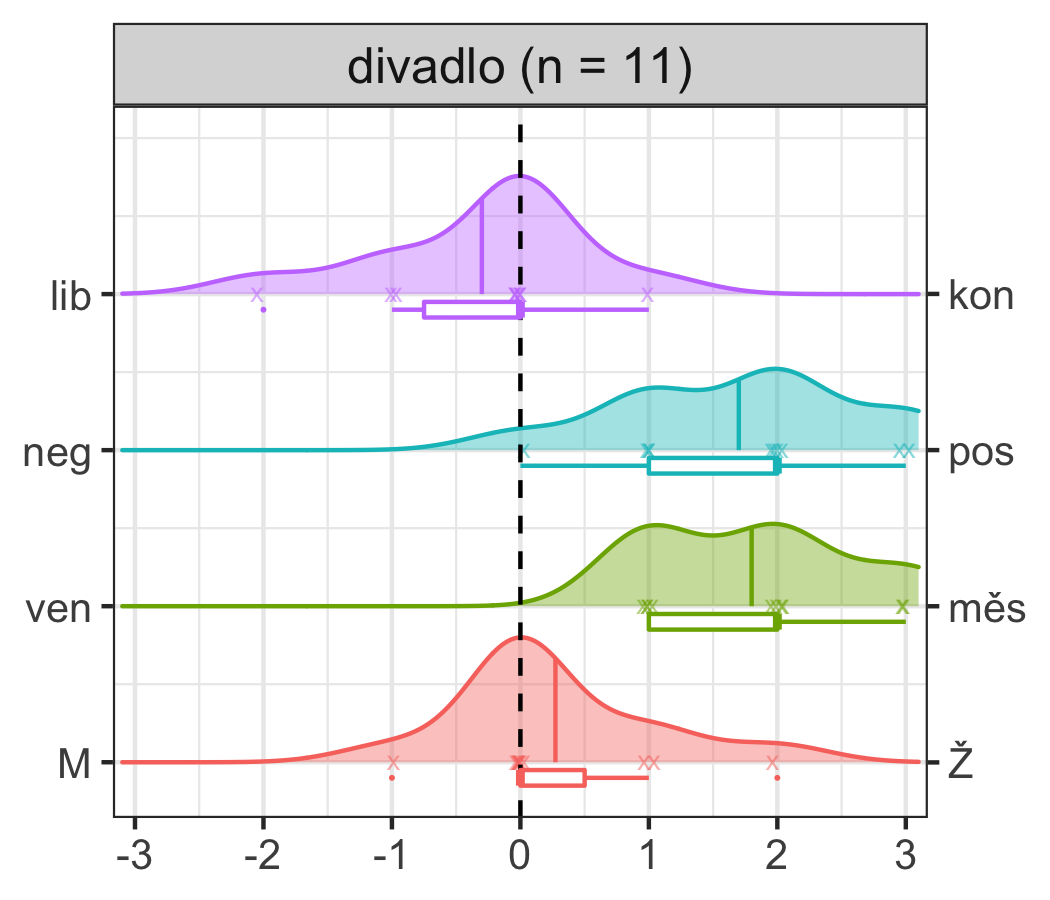 divadlo (n = 11)
lib kon
neg pos
ven měs
M Ž
-3 -2 -1 0 1 2 3